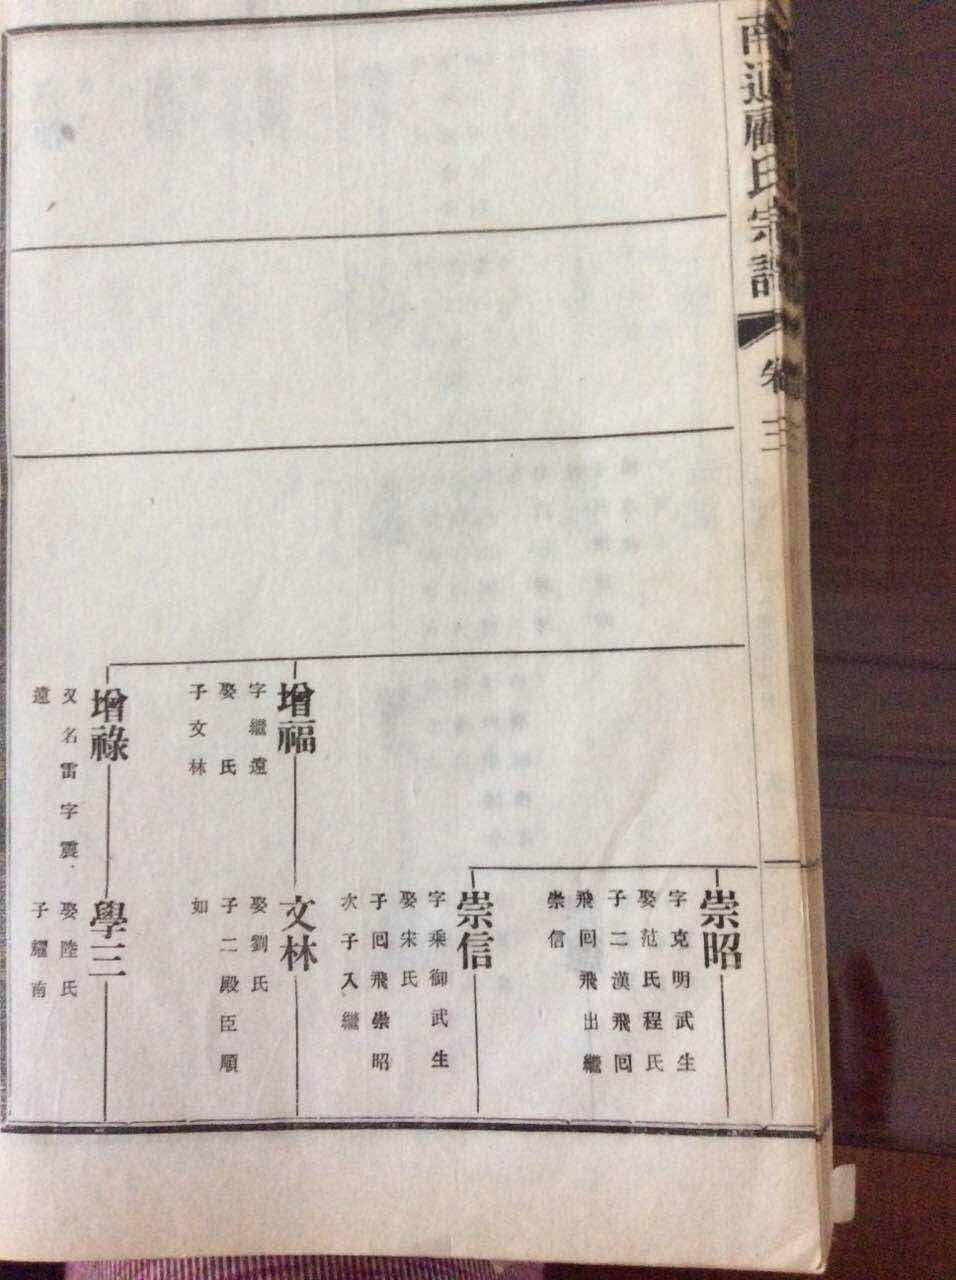 南通顧氏宗譜
卷三
崇昭
字克明武生
娶范氏程氏
子二漢飛回
飛回飛出繼
崇信
崇信
字乘御武生
娶宋氏
子回飛崇昭
次子入繼
增福
字繼遠
娶 氏
子文林
文林
娶劉氏
子二殿臣順
如
增祿
又名雷字震
遠
學三
娶陸氏
子耀南